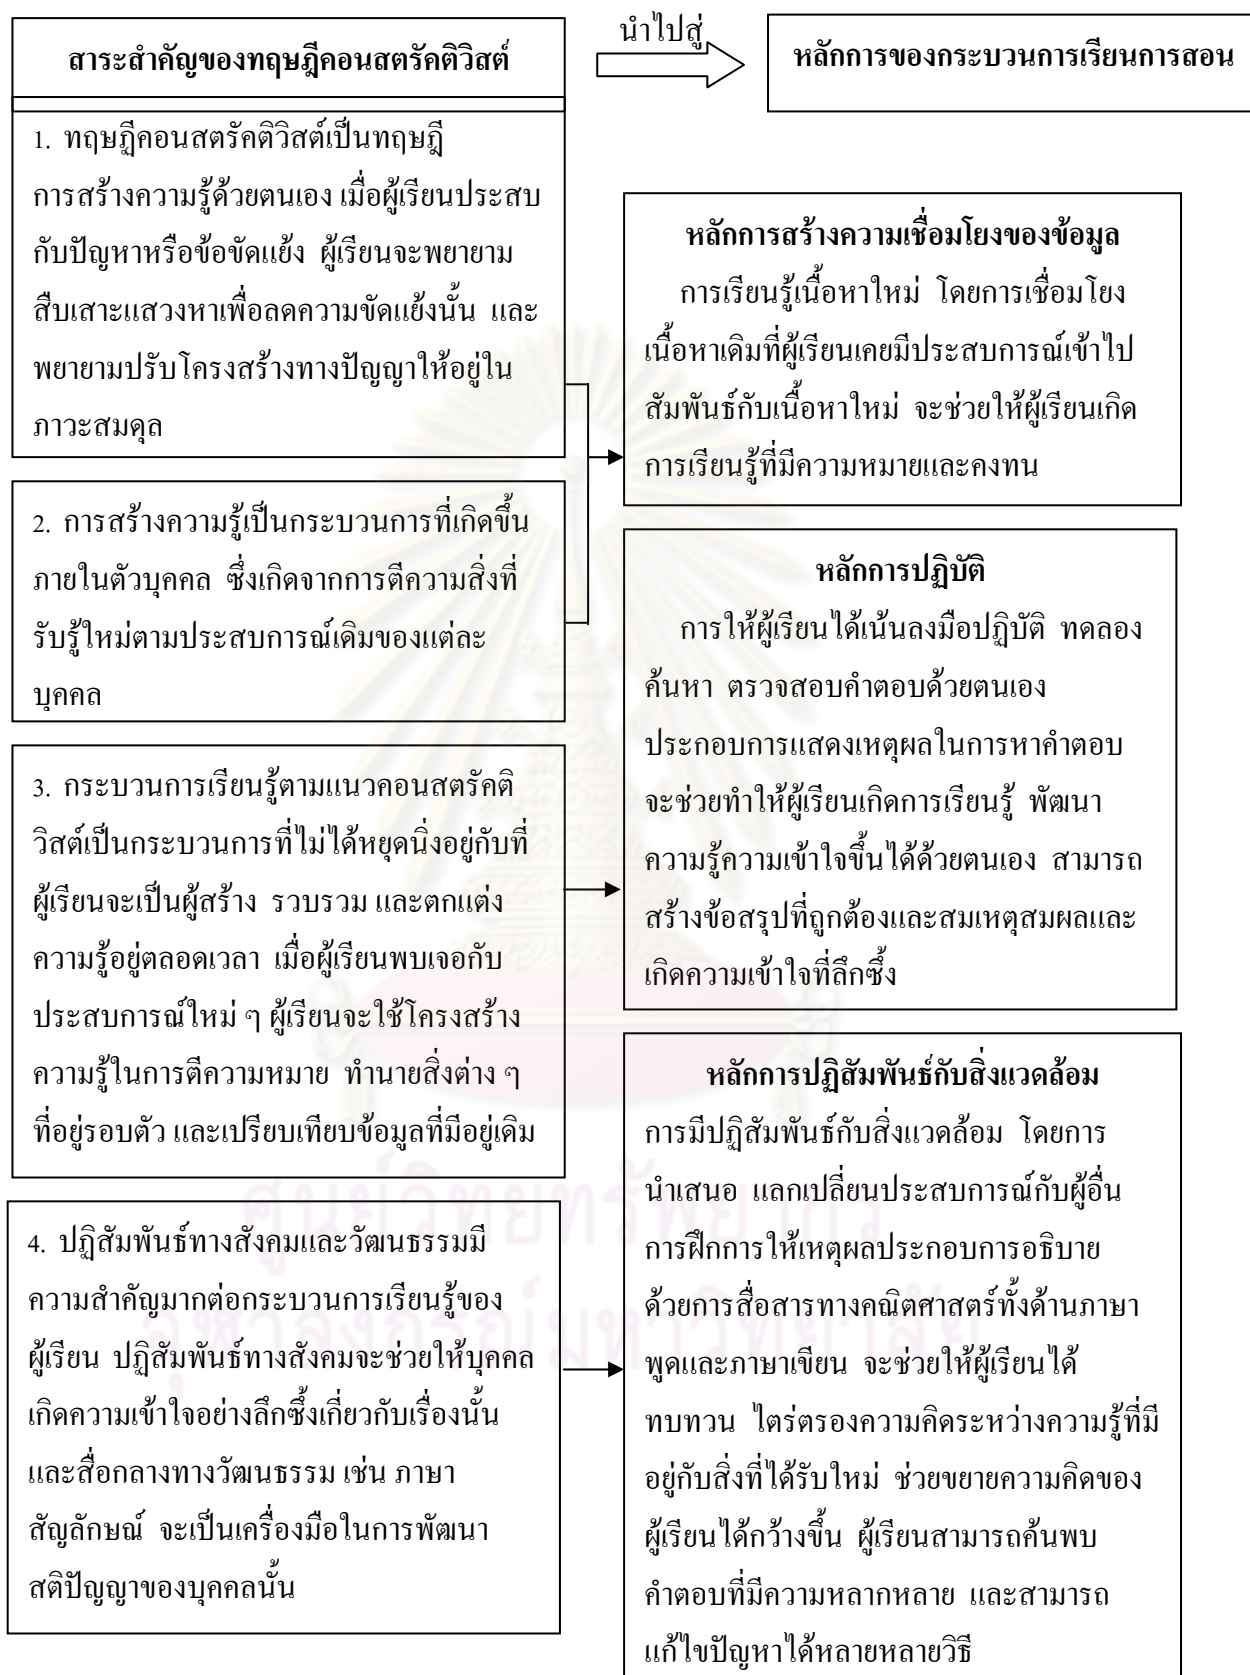 สาระสำคัญของทฤษฎีคอนสตรัคติวิสต์
นำไปสู่
หลักการของกระบวนการเรียนการสอน
1. ทฤษฎีคอนสตรัคติวิสต์เป็นทฤษฎี
การสร้างความรู้ด้วยตนเอง เมื่อผู้เรียนประสบ
กับปัญหาหรือข้อขัดแย้ง ผู้เรียนจะพยายาม
สืบเสาะแสวงหาเพื่อลดความขัดแย้งนั้น และ
พยายามปรับโครงสร้างทางปัญญาให้อยู่ใน
ภาวะสมดุล
2. การสร้างความรู้เป็นกระบวนการที่เกิดขึ้น
ภายในตัวบุคคล ซึ่งเกิดจากการตีความสิ่งที่
รับรู้ใหม่ตามประสบการณ์เดิมของแต่ละ
บุคคล
3. กระบวนการเรียนรู้ตามแนวคอนสตรัคติ
วิสต์เป็นกระบวนการที่ไม่ได้หยุดนิ่งอยู่กับที่
ผู้เรียนจะเป็นผู้สร้าง รวบรวม และตกแต่ง
ความรู้อยู่ตลอดเวลา เมื่อผู้เรียนพบเจอกับ
ประสบการณ์ใหม่ ๆ ผู้เรียนจะใช้โครงสร้าง
ความรู้ในการตีความหมาย ทำนายสิ่งต่าง ๆ
ที่อยู่รอบตัว และเปรียบเทียบข้อมูลที่มีอยู่เดิม
4. ปฏิสัมพันธ์ทางสังคมและวัฒนธรรมมี
ความสำคัญมากต่อกระบวนการเรียนรู้ของ
ผู้เรียน ปฏิสัมพันธ์ทางสังคมจะช่วยให้บุคคล
เกิดความเข้าใจอย่างลึกซึ้งเกี่ยวกับเรื่องนั้น
และสื่อกลางทางวัฒนธรรม เช่น ภาษา
สัญลักษณ์ จะเป็นเครื่องมือในการพัฒนา
สติปัญญาของบุคคลนั้น
หลักการสร้างความเชื่อมโยงของข้อมูล
การเรียนรู้เนื้อหาใหม่ โดยการเชื่อมโยง
เนื้อหาเดิมที่ผู้เรียนเคยมีประสบการณ์เข้าไป
สัมพันธ์กับเนื้อหาใหม่ จะช่วยให้ผู้เรียนเกิด
การเรียนรู้ที่มีความหมายและคงทน
หลักการปฏิบัติ
การให้ผู้เรียนได้เน้นลงมือปฏิบัติ ทดลอง
ค้นหา ตรวจสอบคำตอบด้วยตนเอง
ประกอบการแสดงเหตุผลในการหาคำตอบ
จะช่วยทำให้ผู้เรียนเกิดการเรียนรู้ พัฒนา
ความรู้ความเข้าใจขึ้นได้ด้วยตนเอง สามารถ
สร้างข้อสรุปที่ถูกต้องและสมเหตุสมผลและ
เกิดความเข้าใจที่ลึกซึ้ง
หลักการปฏิสัมพันธ์กับสิ่งแวดล้อม
การมีปฏิสัมพันธ์กับสิ่งแวดล้อม โดยการ
นำเสนอ แลกเปลี่ยนประสบการณ์กับผู้อื่น
การฝึกการให้เหตุผลประกอบการอธิบาย
ด้วยการสื่อสารทางคณิตศาสตร์ทั้งด้านภาษา
พูดและภาษาเขียน จะช่วยให้ผู้เรียนได้
ทบทวน ไตร่ตรองความคิดระหว่างความรู้ที่มี
อยู่กับสิ่งที่ได้รับใหม่ ช่วยขยายความคิดของ
ผู้เรียนได้กว้างขึ้น ผู้เรียนสามารถค้นพบ
คำตอบที่มีความหลากหลาย และสามารถ
แก้ไขปัญหาได้หลายหลายวิธี
ศูนย์วิทยทรัพยากร
จุฬาลงกรณ์มหาวิทยาลัย